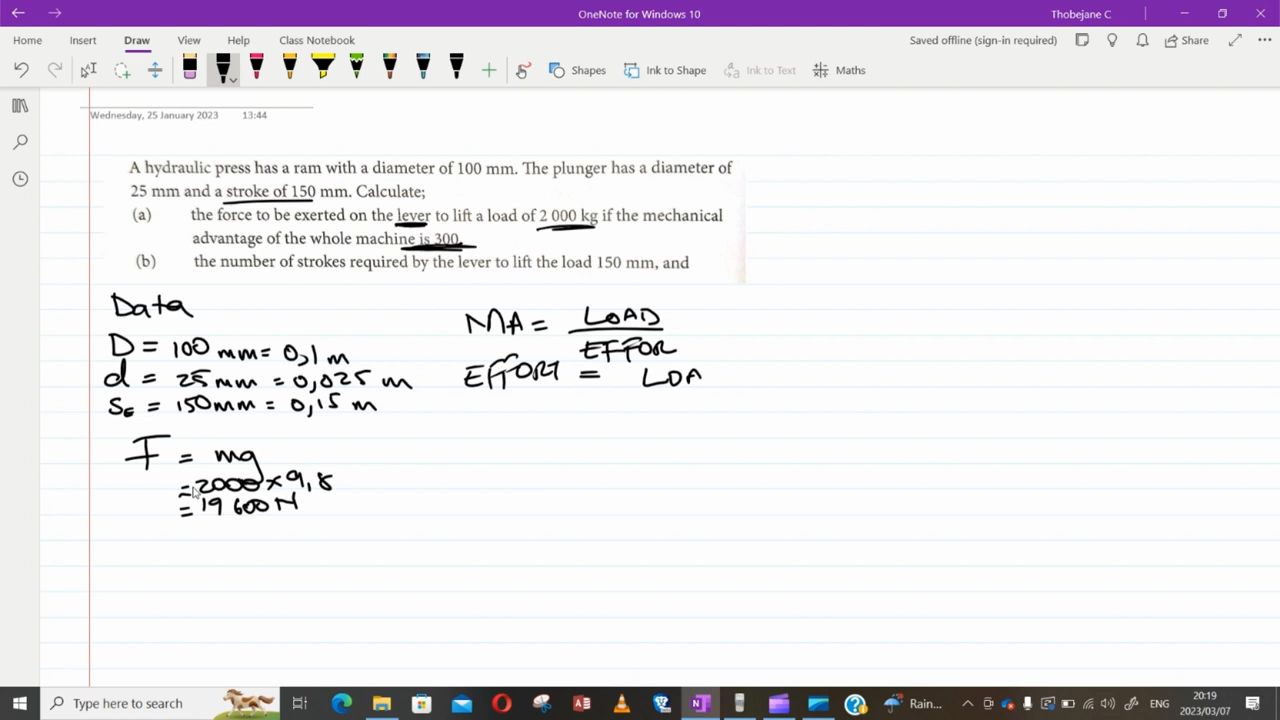 OneNote for Windows 10
Thobejane C
Home Insert Draw View Help Class Notebook
Saved offline (sign-in required)
Share
Shapes
Ink to Shape
Ink to Text
Maths
Wednesday, 25 January 2023 13:44
A hydraulic press has a ram with a diameter of 100 mm. The plunger has a diameter of
25 mm and a stroke of 150 mm. Calculate;
(a) the force to be exerted on the lever to lift a load of 2 000 kg if the mechanical
advantage of the whole machine is 300,
(b) the number of strokes required by the lever to lift the load 150 mm, and
Data
D = 100 mm = 0,1 m
d = 25 mm = 0,025 m
SE = 150mm = 0,15 m
F = mg
= 2000 × 9,8
= 19 600 N
MA = LOAD
EFFOR
EFFORT = LOA
Type here to search
Rain...
ENG
20:19
2023/03/07